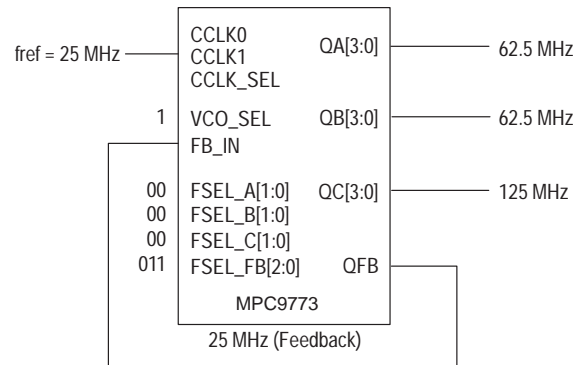 fref = 25 MHz
CCLK0
CCLK1
CCLK_SEL
QA[3:0]
62.5 MHz
1
VCO_SEL
QB[3:0]
62.5 MHz
FB_IN
00
FSEL_A[1:0]
QC[3:0]
125 MHz
00
FSEL_B[1:0]
00
FSEL_C[1:0]
011
FSEL_FB[2:0]
QFB
MPC9773
25 MHz (Feedback)